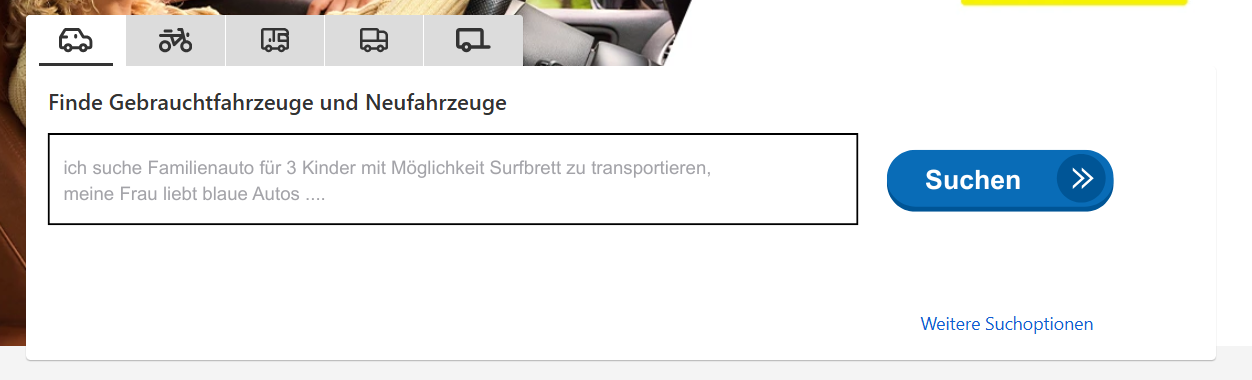 Finde Gebrauchtfahrzeuge und Neufahrzeuge
ich suche Familienauto für 3 Kinder mit Möglichkeit Surfbrett zu transportieren,
meine Frau liebt blaue Autos ....
Suchen
Weitere Suchoptionen